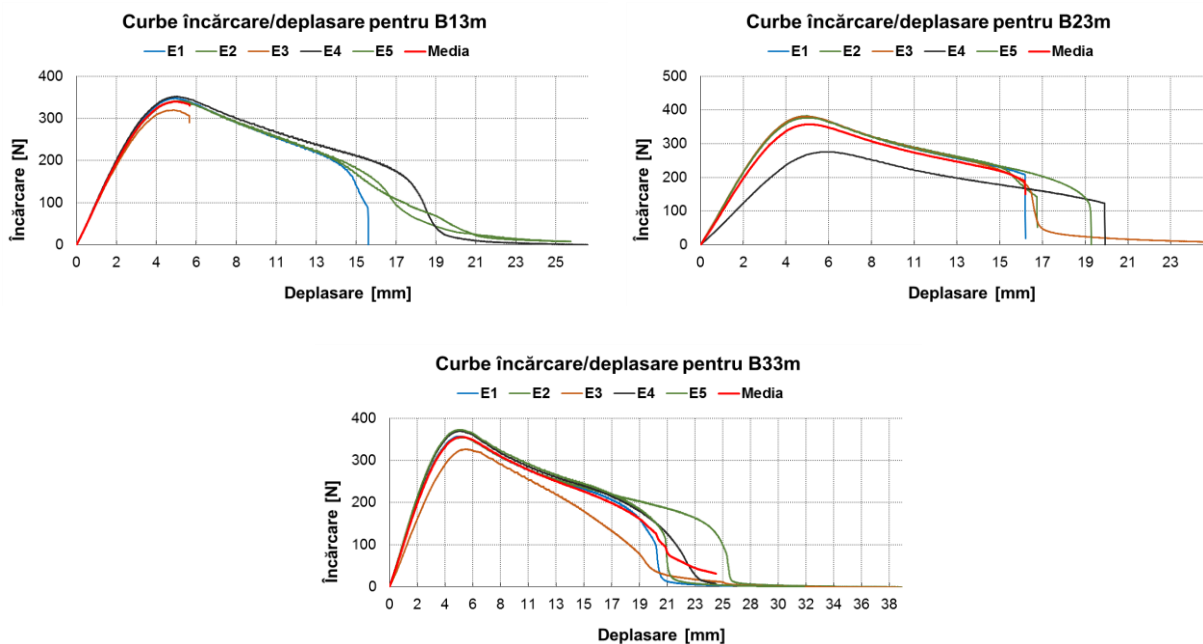 Curbe încărcare/deplasare pentru B13m
E1 E2 E3 E4 E5 Media
400
300
200
100
0
0 2 4 6 8 10 12 14 15 17 19 21 23 25
Încărcare [N]
Deplasare [mm]
Curbe încărcare/deplasare pentru B23m
E1 E2 E3 E4 E5 Media
500
400
300
200
100
0
0 2 4 6 8 11 13 15 17 19 21 23
Încărcare [N]
Deplasare [mm]
Curbe încărcare/deplasare pentru B33m
E1 E2 E3 E4 E5 Media
400
300
200
100
0
0 2 4 6 8 11 13 15 17 19 21 23 26 28 30 32 34 36 38
Încărcare [N]
Deplasare [mm]